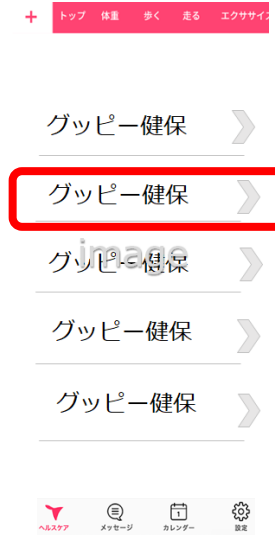 + トップ 体重 歩く 走る エクササイズ
グッピー健保
グッピー健保
グッピー健保
image
グッピー健保
グッピー健保
ヘルスケア メッセージ カレンダー 設定